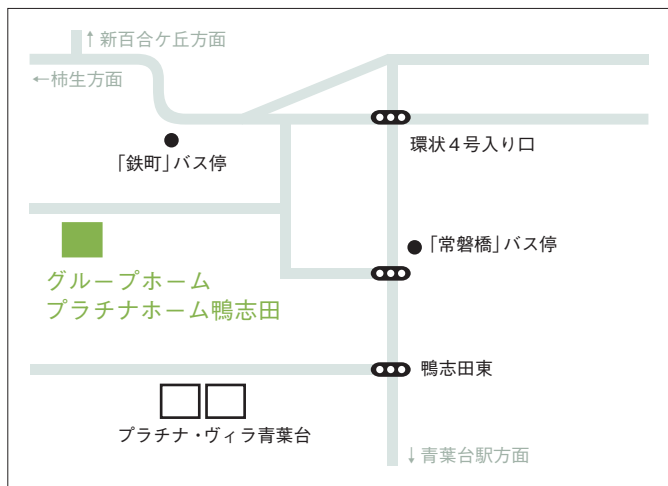 ↑新百合ケ丘方面
←柿生方面
環状４号入り口
「鉄町」バス停
「常磐橋」バス停
グループホーム
プラチナホーム鴨志田
鴨志田東
プラチナ・ヴィラ青葉台
↓青葉台駅方面